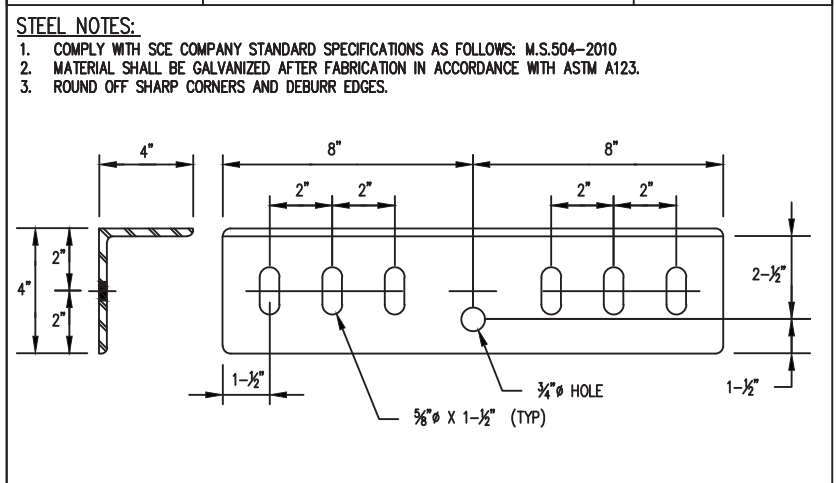 STEEL NOTES:
1. COMPLY WITH SCE COMPANY STANDARD SPECIFICATIONS AS FOLLOWS: M.S.504-2010
2. MATERIAL SHALL BE GALVANIZED AFTER FABRICATION IN ACCORDANCE WITH ASTM A123.
3. ROUND OFF SHARP CORNERS AND DEBURR EDGES.
4" 8" 8"
2" 2" 2" 2"
2"
4"
2"
2-½"
1-½"
1-½"
¾"ø HOLE
⅝"ø X 1-½" (TYP)